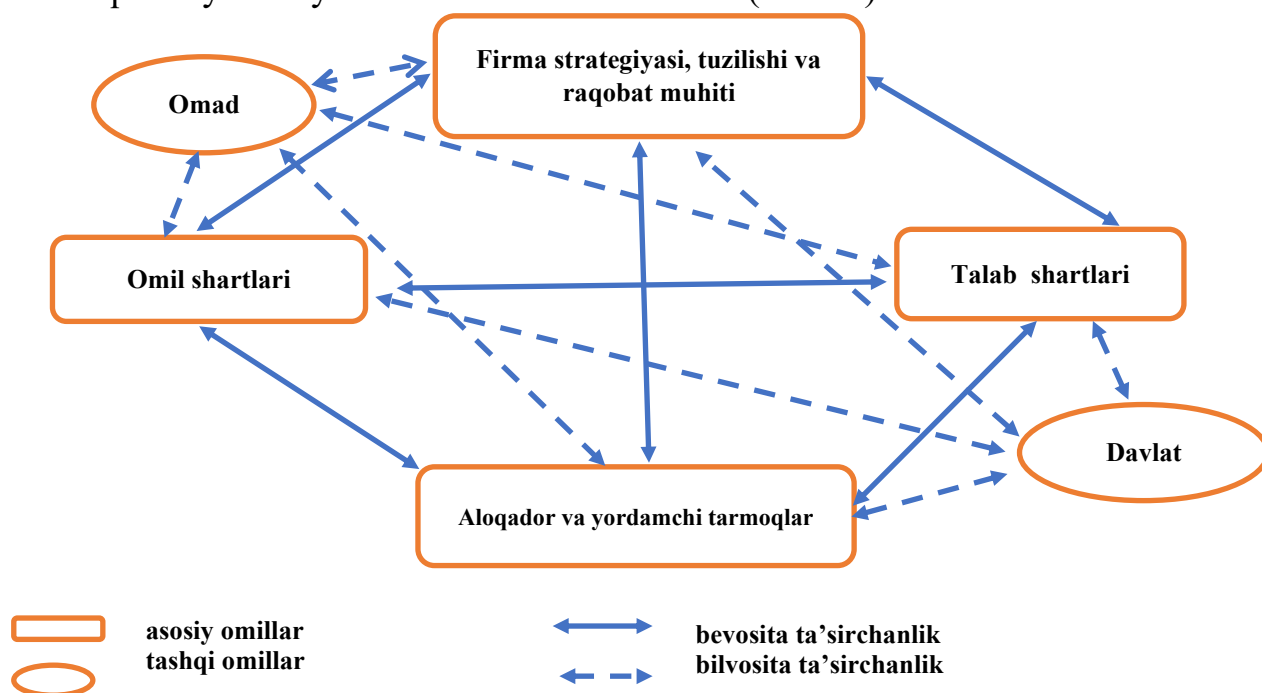 Firma strategiyasi, tuzilishi va
raqobat muhiti
Omad
Omil shartlari
Talab shartlari
Davlat
Aloqador va yordamchi tarmoqlar
asosiy omillar
tashqi omillar
bevosita ta’sirchanlik
bilvosita ta’sirchanlik